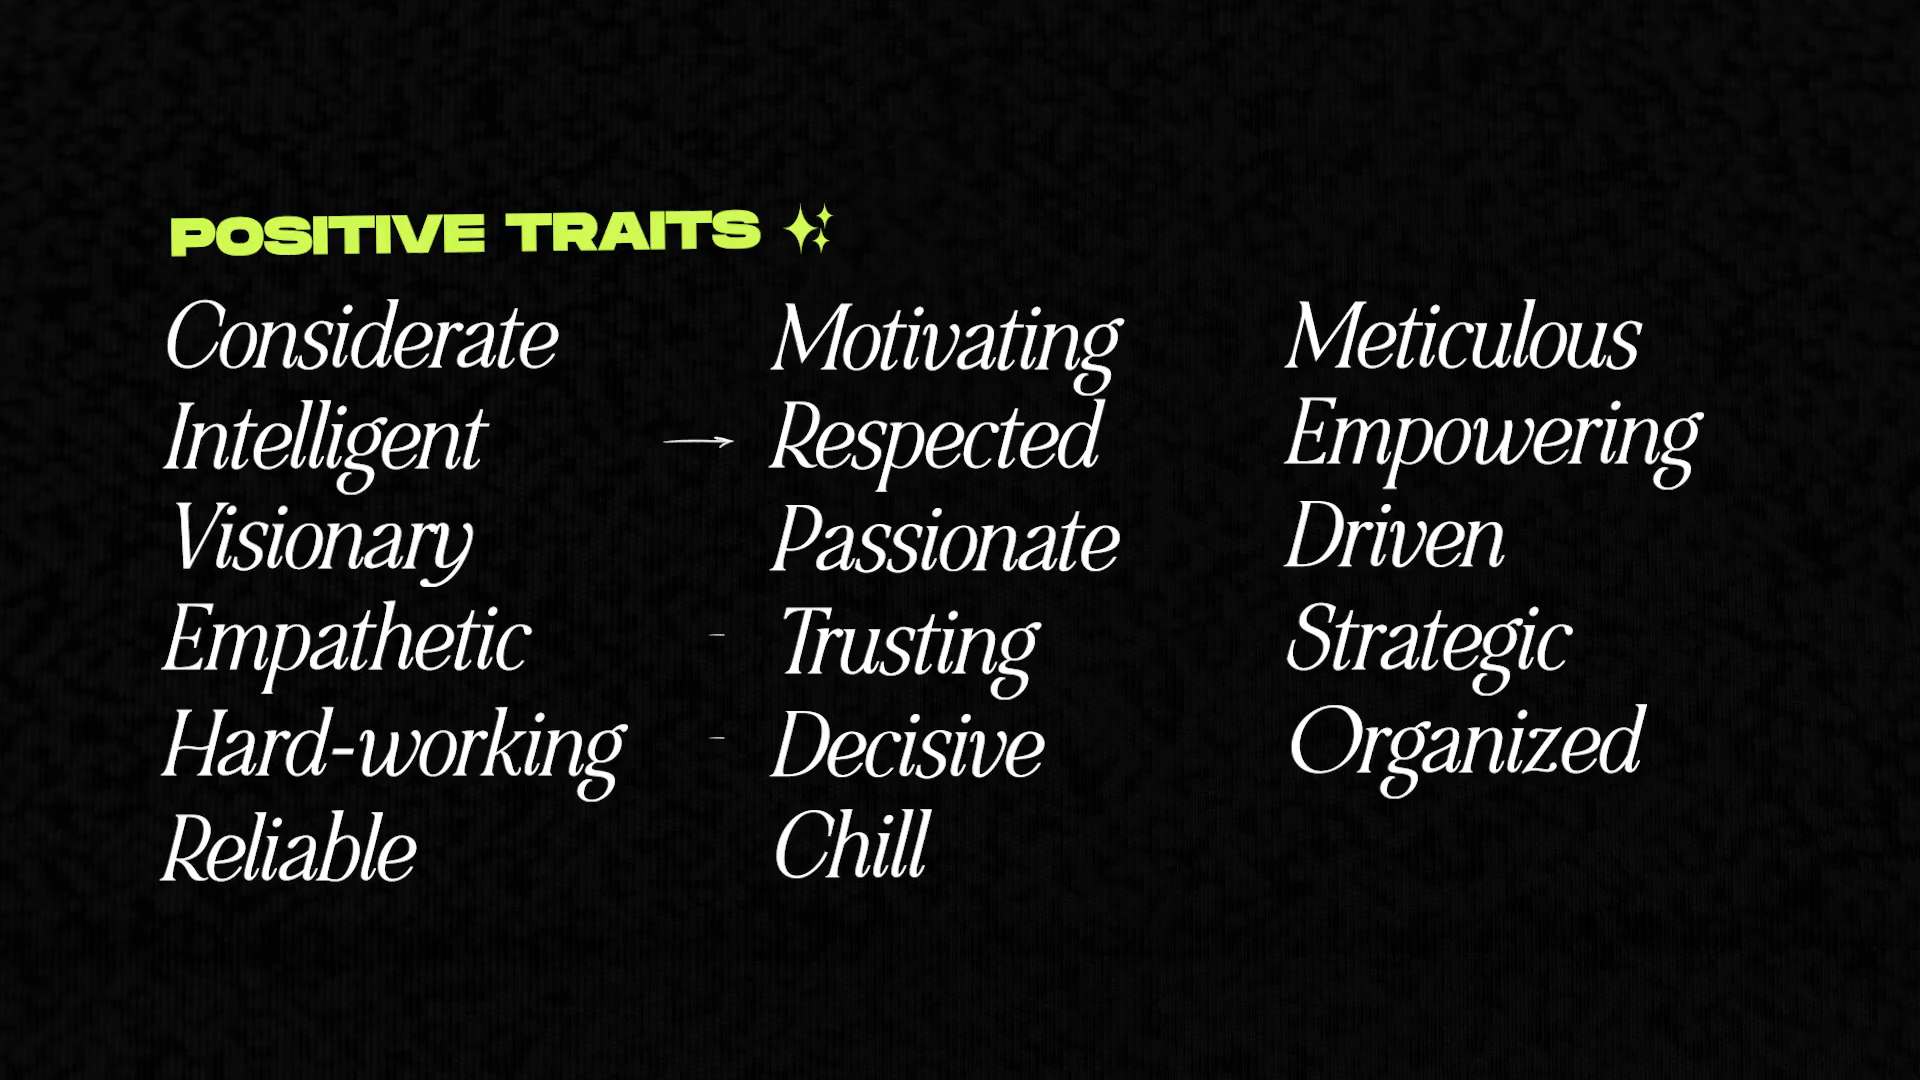 POSITIVE TRAITS
Considerate
Intelligent
Visionary
Empathetic
Hard-working
Reliable
Motivating
Respected
Passionate
Trusting
Decisive
Chill
Meticulous
Empowering
Driven
Strategic
Organized